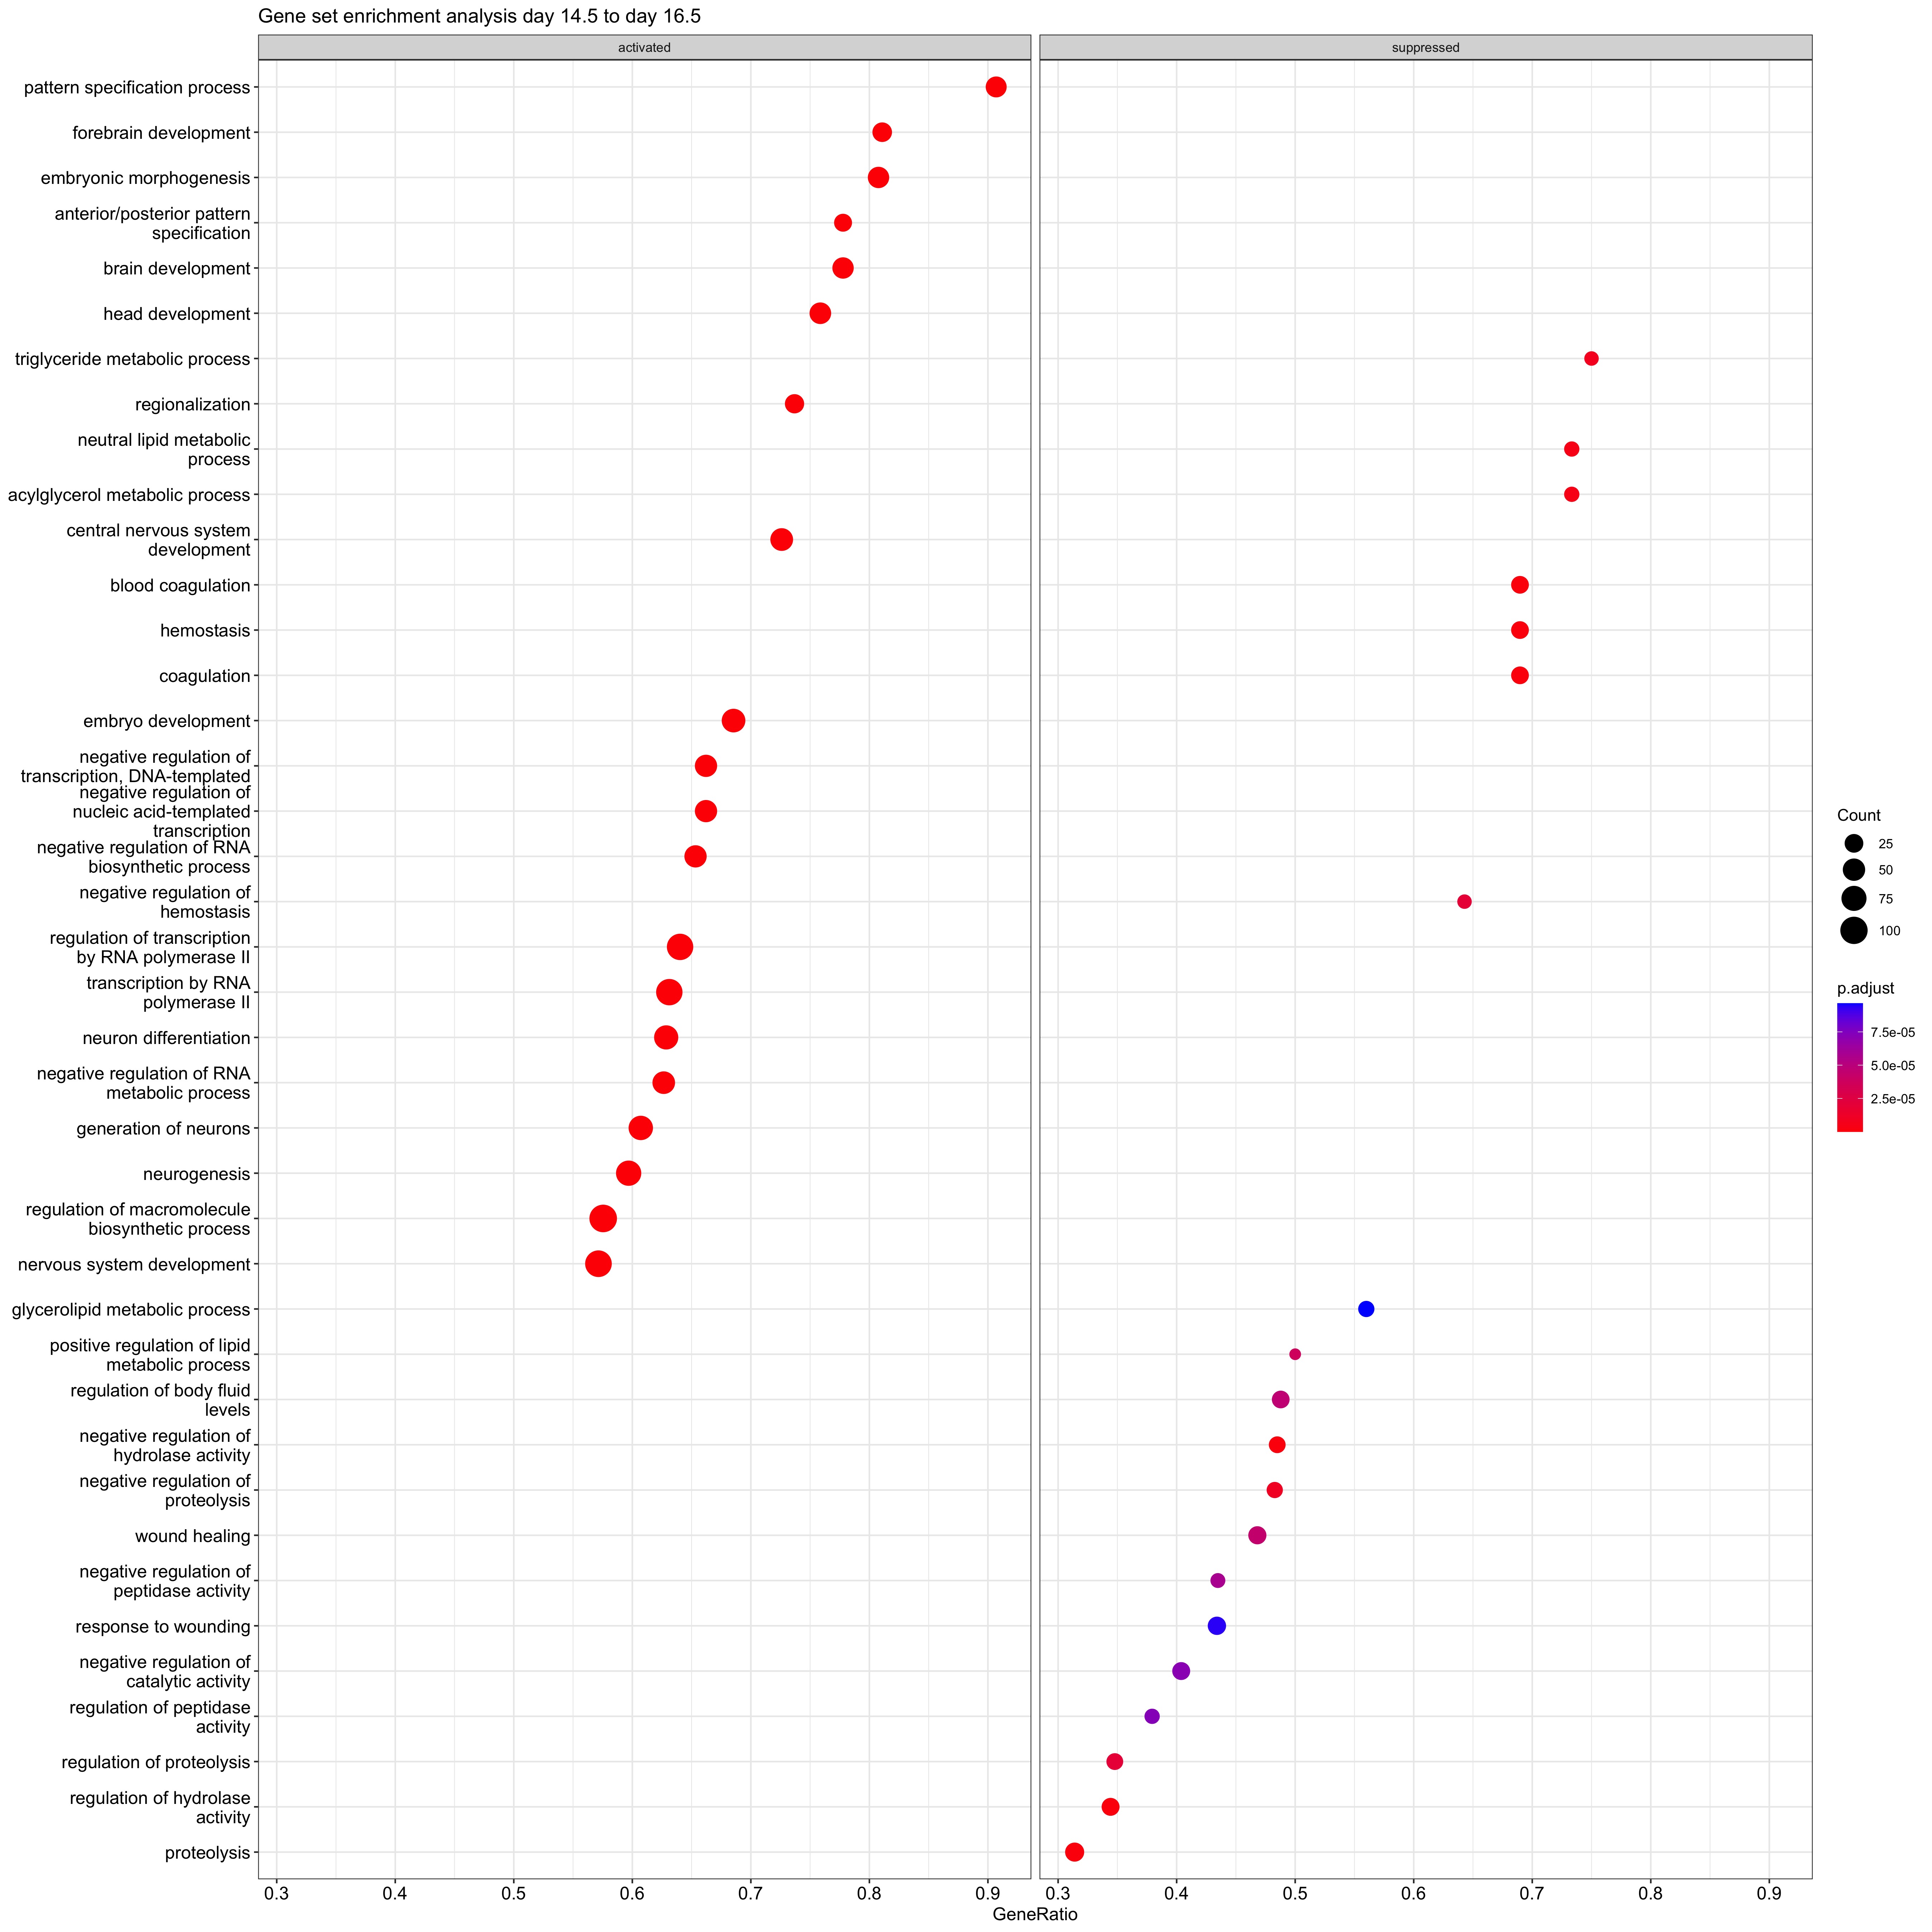 Gene set enrichment analysis day 14.5 to day 16.5
activated
suppressed
pattern specification process
forebrain development
embryonic morphogenesis
anterior/posterior pattern
specification
brain development
head development
triglyceride metabolic process
regionalization
neutral lipid metabolic
process
acylglycerol metabolic process
central nervous system
development
blood coagulation
hemostasis
coagulation
embryo development
negative regulation of
transcription, DNA-templated
negative regulation of
nucleic acid-templated
transcription
negative regulation of RNA
biosynthetic process
negative regulation of
hemostasis
regulation of transcription
by RNA polymerase II
transcription by RNA
polymerase II
neuron differentiation
negative regulation of RNA
metabolic process
generation of neurons
neurogenesis
regulation of macromolecule
biosynthetic process
nervous system development
glycerolipid metabolic process
positive regulation of lipid
metabolic process
regulation of body fluid
levels
negative regulation of
hydrolase activity
negative regulation of
proteolysis
wound healing
negative regulation of
peptidase activity
response to wounding
negative regulation of
catalytic activity
regulation of peptidase
activity
regulation of proteolysis
regulation of hydrolase
activity
proteolysis
0.3 0.4 0.5 0.6 0.7 0.8 0.9
0.3 0.4 0.5 0.6 0.7 0.8 0.9
GeneRatio
Count
25
50
75
100
p.adjust
7.5e-05
5.0e-05
2.5e-05